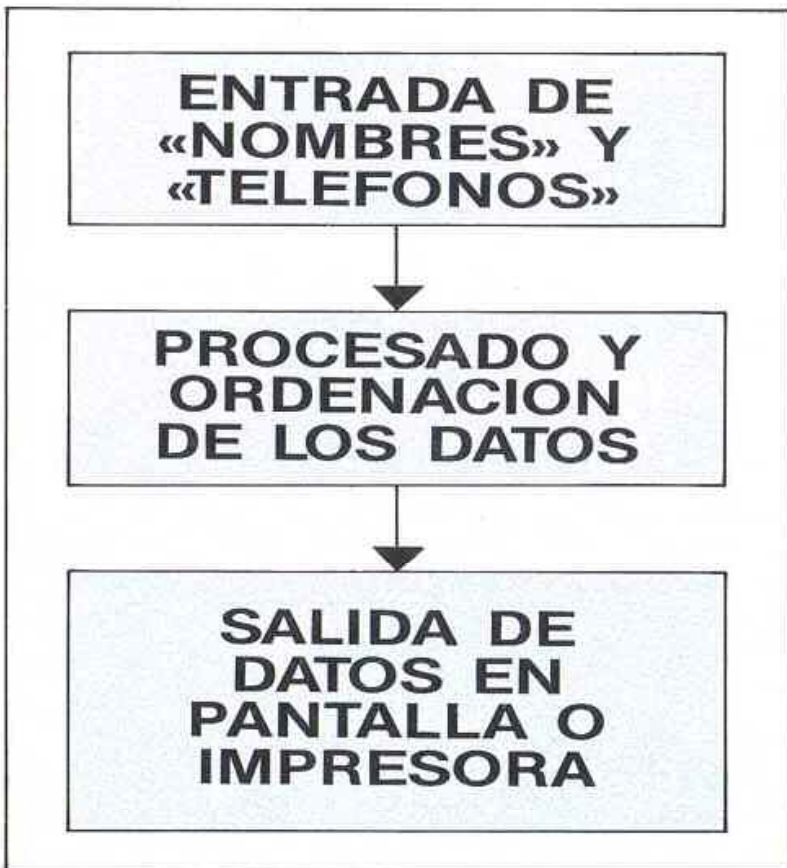 ENTRADA DE
«NOMBRES» Y
«TELEFONOS»
PROCESADO Y
ORDENACION
DE LOS DATOS
SALIDA DE
DATOS EN
PANTALLA O
IMPRESORA